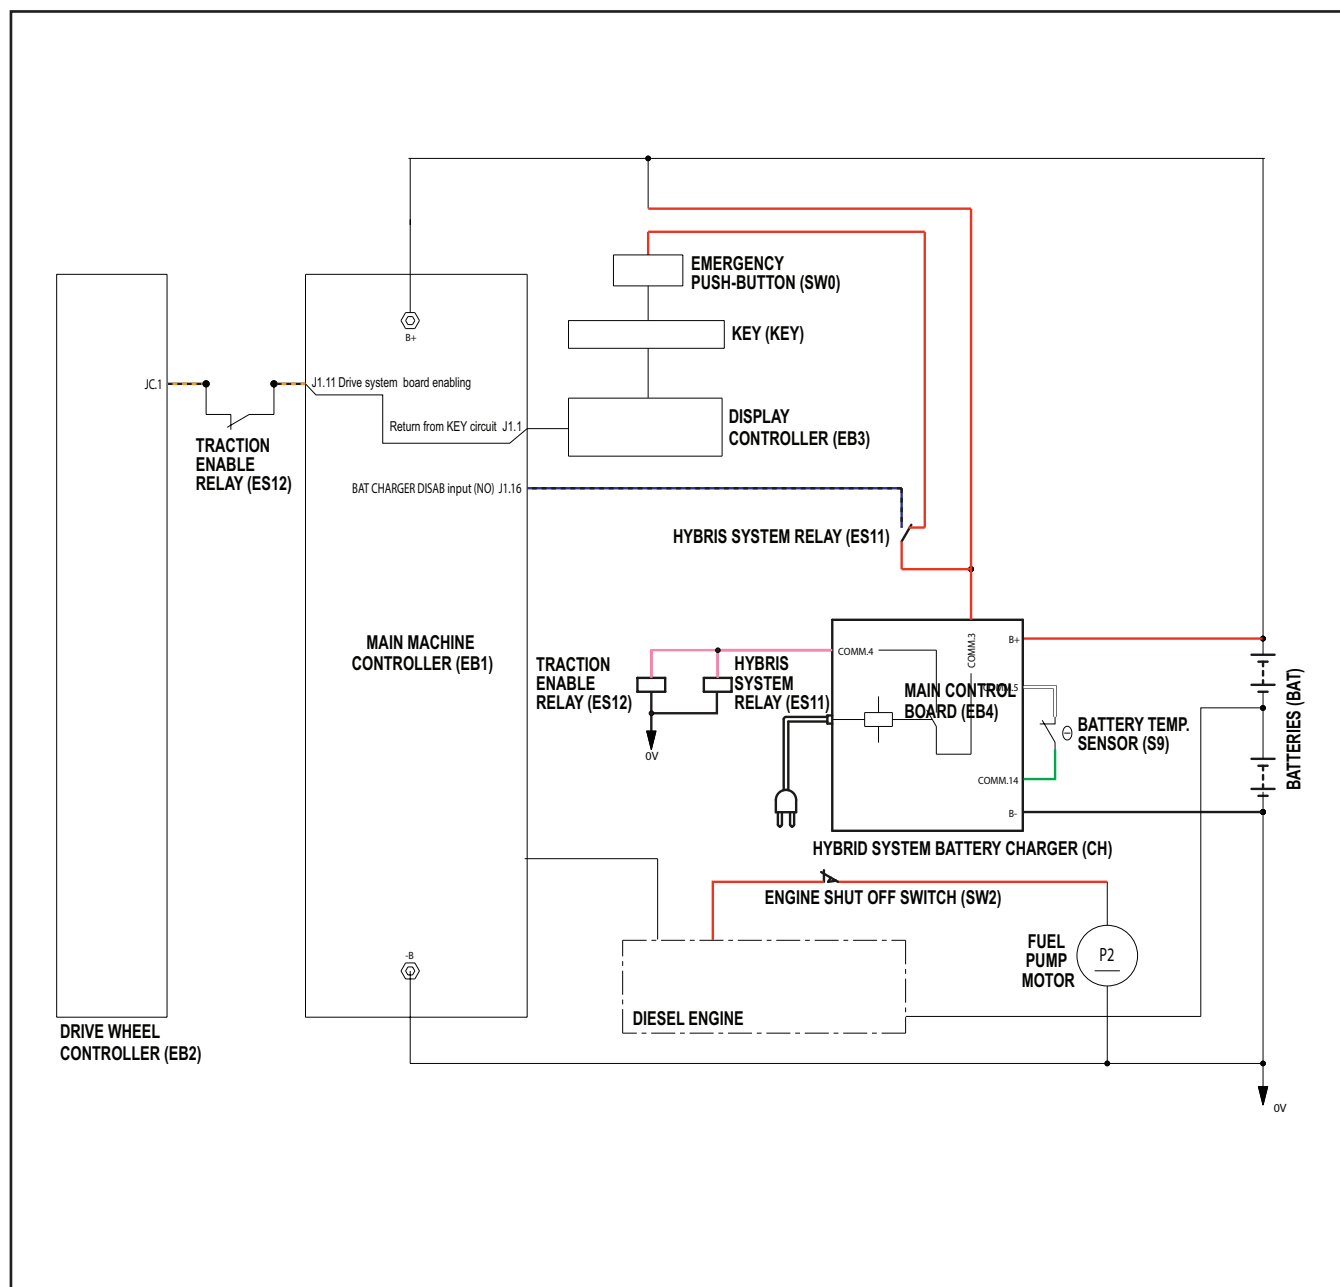 EMERGENCY
PUSH-BUTTON (SW0)
B+
KEY (KEY)
JC.1
J1.11 Drive system board enabling
Return from KEY circuit J1.1
DISPLAY
CONTROLLER (EB3)
TRACTION
ENABLE
RELAY (ES12)
BAT CHARGER DISAB input (NO) J1.16
HYBRIS SYSTEM RELAY (ES11)
MAIN MACHINE
CONTROLLER (EB1)
TRACTION
ENABLE
RELAY (ES12)
HYBRIS
SYSTEM
RELAY (ES11)
0V
COMM.4
COMM.3
B+
COMM.5
MAIN CONTROL
BOARD (EB4)
BATTERY TEMP.
SENSOR (S9)
BATTERIES (BAT)
COMM.14
B-
HYBRID SYSTEM BATTERY CHARGER (CH)
ENGINE SHUT OFF SWITCH (SW2)
-B
FUEL
PUMP
MOTOR
P2
DIESEL ENGINE
DRIVE WHEEL
CONTROLLER (EB2)
0V